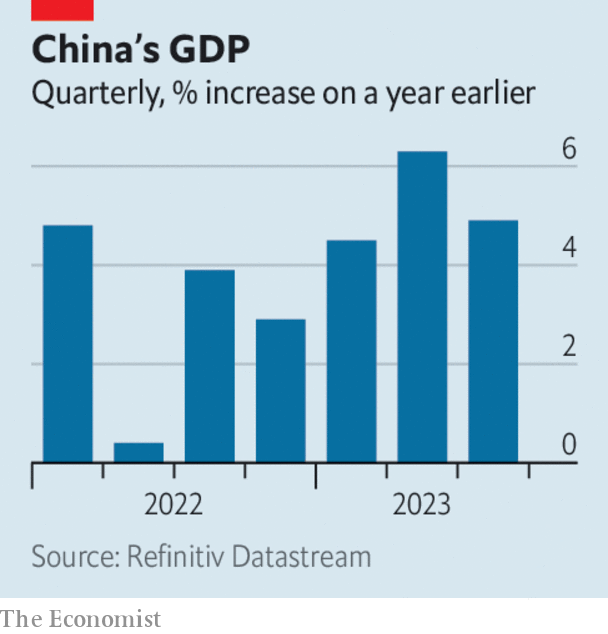 China’s GDP
Quarterly, % increase on a year earlier
6
4
2
0
2022 2023
Source: Refinitiv Datastream
The Economist